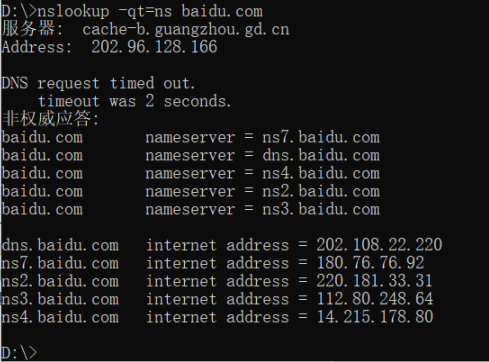 D:\>nslookup -qt=ns baidu.com
服务器:  cache-b.guangzhou.gd.cn
Address:  202.96.128.166

DNS request timed out.
    timeout was 2 seconds.
非权威应答:
baidu.com       nameserver = ns7.baidu.com
baidu.com       nameserver = dns.baidu.com
baidu.com       nameserver = ns4.baidu.com
baidu.com       nameserver = ns2.baidu.com
baidu.com       nameserver = ns3.baidu.com

dns.baidu.com   internet address = 202.108.22.220
ns7.baidu.com   internet address = 180.76.76.92
ns2.baidu.com   internet address = 220.181.33.31
ns3.baidu.com   internet address = 112.80.248.64
ns4.baidu.com   internet address = 14.215.178.80

D:\>